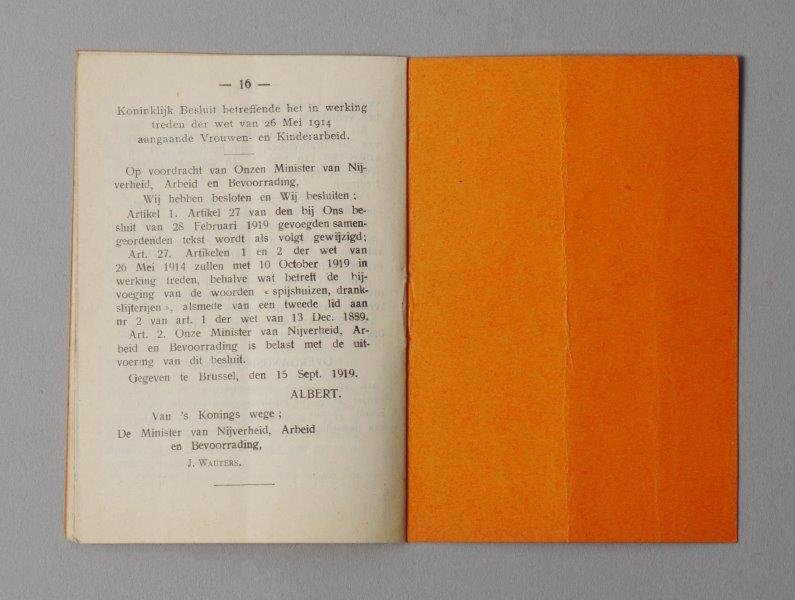 — 16 —
Koninklijk Besluit betreffende het in werking
treden der wet van 26 Mei 1914
aangaande Vrouwen- en Kinderarbeid.
Op voordracht van Onzen Minister van Nij-
verheid, Arbeid en Bevoorrading,
Wij hebben besloten en Wij besluiten ;
Artikel 1. Artikel 27 van den bij Ons be-
sluit van 28 Februari 1919 gevoegden samen-
geordenden tekst wordt als volgt gewijzigd;
Art. 27. Artikelen 1 en 2 der wet van
26 Mei 1914 zullen met 10 October 1919 in
werking treden, behalve wat betreft de bij-
voeging van de woorden « spijshuizen, drank-
slijterijen », alsmede van een tweede lid aan
nr 2 van art. 1 der wet van 13 Dec. 1889.
Art. 2. Onze Minister van Nijverheid, Ar-
beid en Bevoorrading is belast met de uit-
voering van dit besluit.
Gegeven te Brussel, den 15 Sept. 1919.
ALBERT.
Van 's Konings wege ;
De Minister van Nijverheid, Arbeid
en Bevoorrading,
J. WAUTERS.